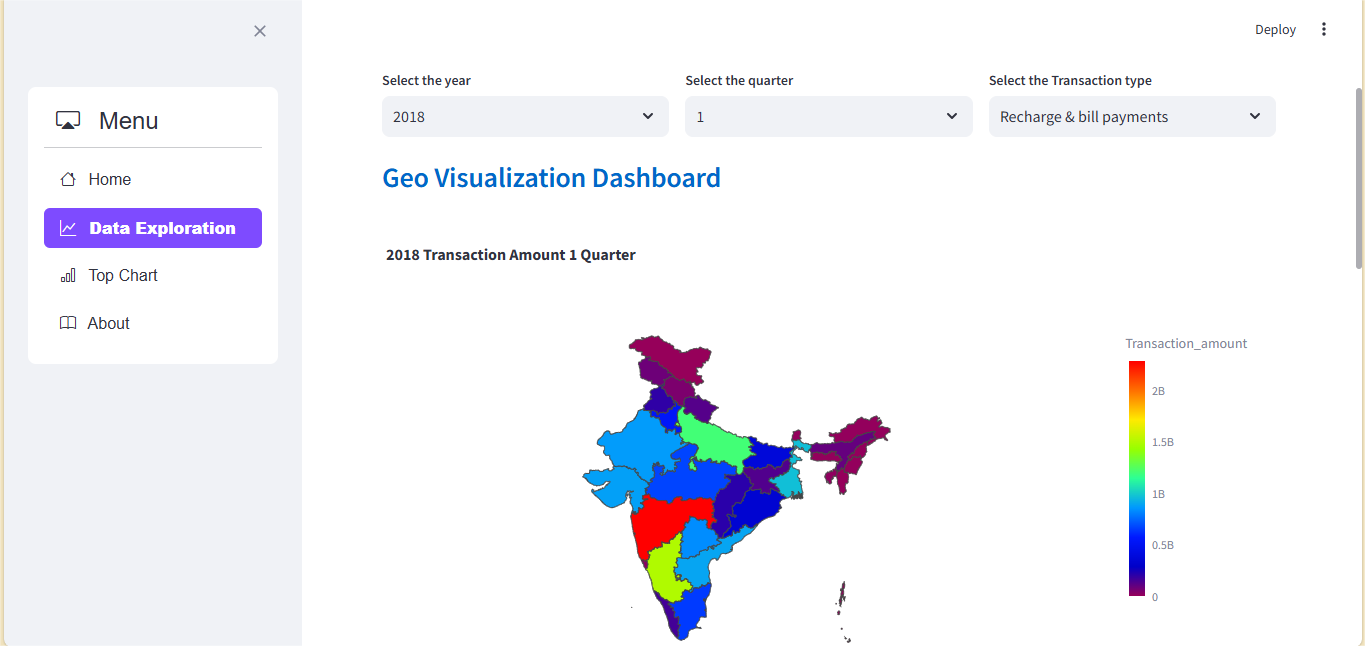 Deploy
Menu
Home
Data Exploration
Top Chart
About
Select the year
2018
Select the quarter
1
Select the Transaction type
Recharge & bill payments
Geo Visualization Dashboard
2018 Transaction Amount 1 Quarter
Transaction_amount
2B
1.5B
1B
0.5B
0